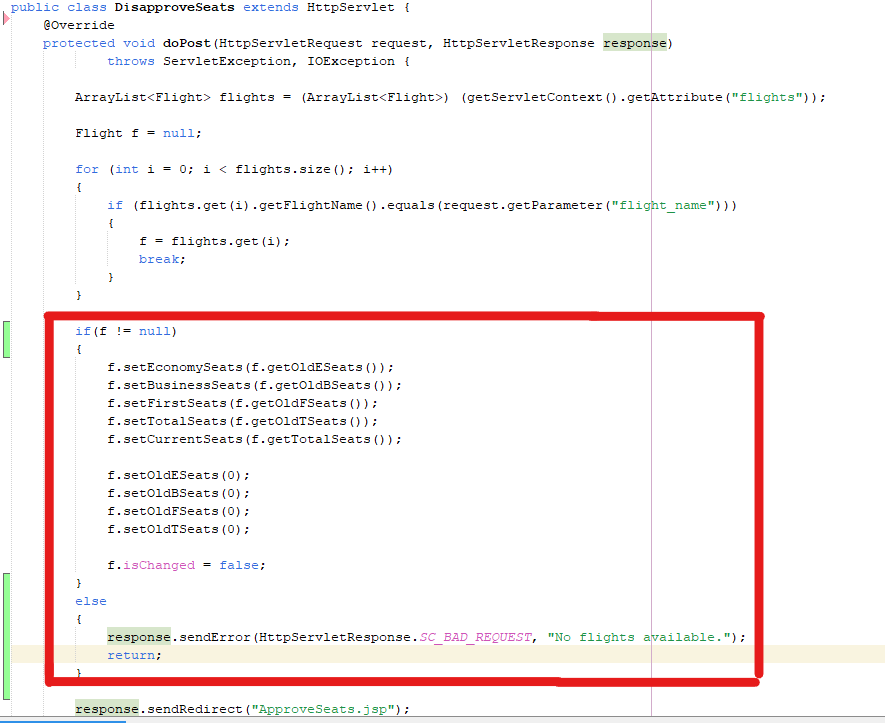 public class DisapproveSeats extends HttpServlet {
@Override
protected void doPost(HttpServletRequest request, HttpServletResponse response)
throws ServletException, IOException {
ArrayList<Flight> flights = (ArrayList<Flight>) (getServletContext().getAttribute("flights"));
Flight f = null;
for (int i = 0; i < flights.size(); i++)
{
if (flights.get(i).getFlightName().equals(request.getParameter("flight_name")))
{
f = flights.get(i);
break;
}
}
if(f != null)
{
f.setEconomySeats(f.getOldESeats());
f.setBusinessSeats(f.getOldBSeats());
f.setFirstSeats(f.getOldFSeats());
f.setTotalSeats(f.getOldTSeats());
f.setCurrentSeats(f.getTotalSeats());
f.setOldESeats(0);
f.setOldBSeats(0);
f.setOldFSeats(0);
f.setOldTSeats(0);
f.isChanged = false;
}
else
{
response.sendError(HttpServletResponse.SC_BAD_REQUEST, "No flights available.");
return;
}
response.sendRedirect("ApproveSeats.jsp");